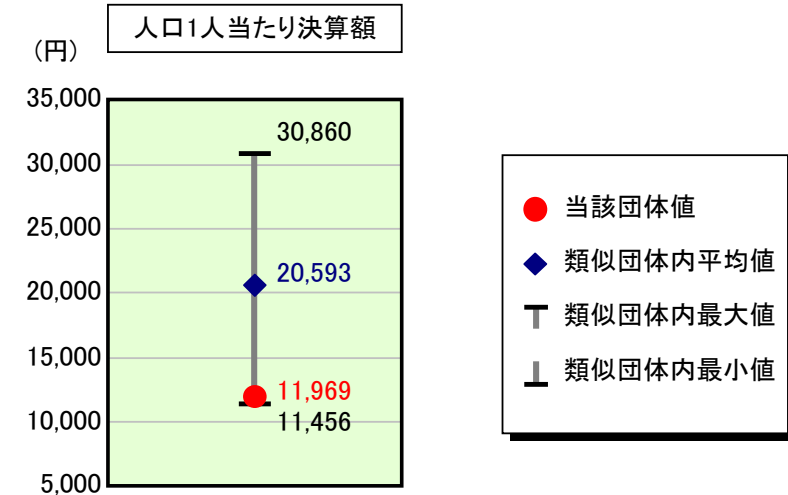 人口1人当たり決算額
(円)
35,000
30,000
25,000
20,000
15,000
10,000
5,000
30,860
20,593
11,969
11,456
当該団体値
類似団体内平均値
類似団体内最大値
類似団体内最小値